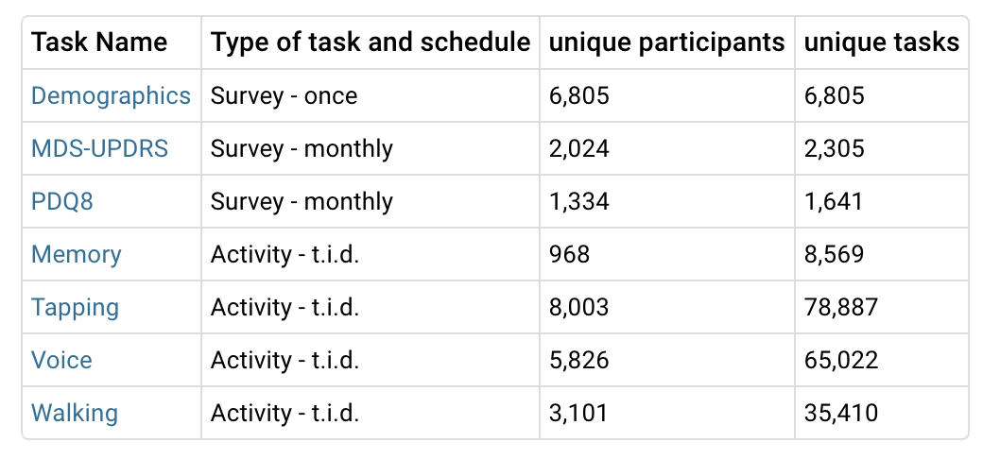 Task Name Type of task and schedule unique participants unique tasks
Demographics Survey - once 6,805 6,805
MDS-UPDRS Survey - monthly 2,024 2,305
PDQ8 Survey - monthly 1,334 1,641
Memory Activity - t.i.d. 968 8,569
Tapping Activity - t.i.d. 8,003 78,887
Voice Activity - t.i.d. 5,826 65,022
Walking Activity - t.i.d. 3,101 35,410